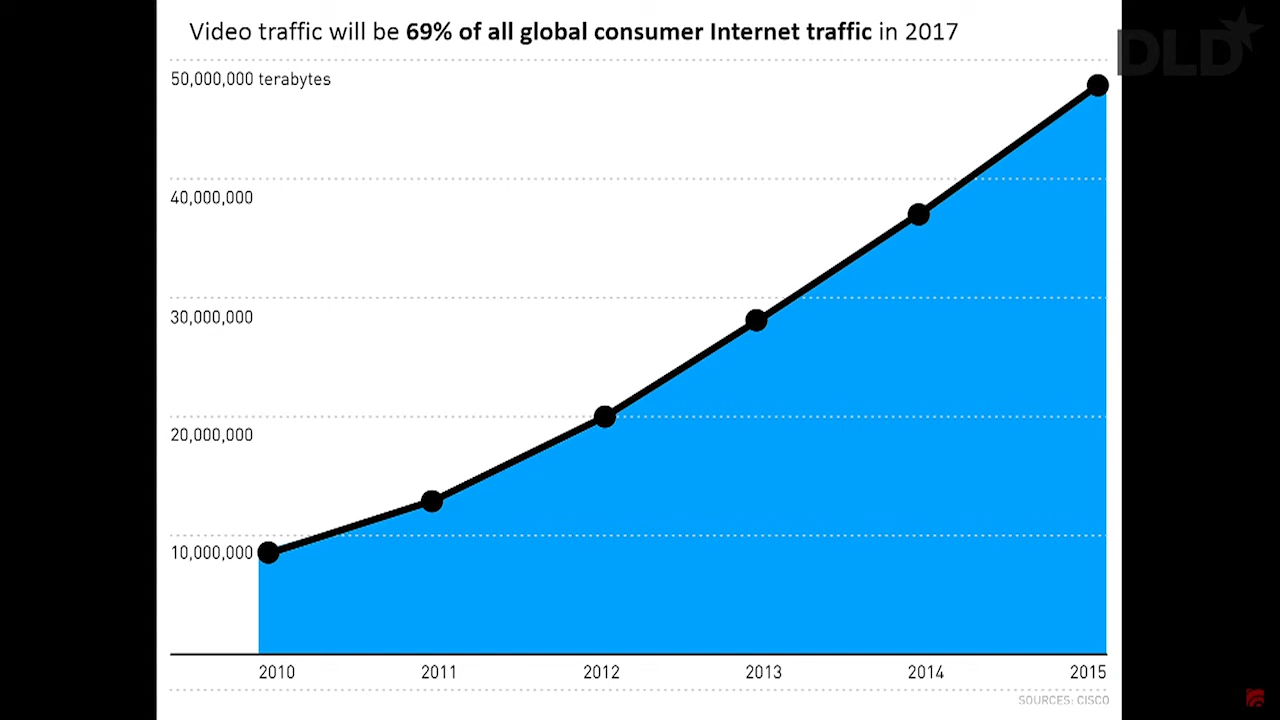 Video traffic will be 69% of all global consumer Internet traffic in 2017
DLD
50,000,000 terabytes
40,000,000
30,000,000
20,000,000
10,000,000
2010 2011 2012 2013 2014 2015
SOURCES: CISCO